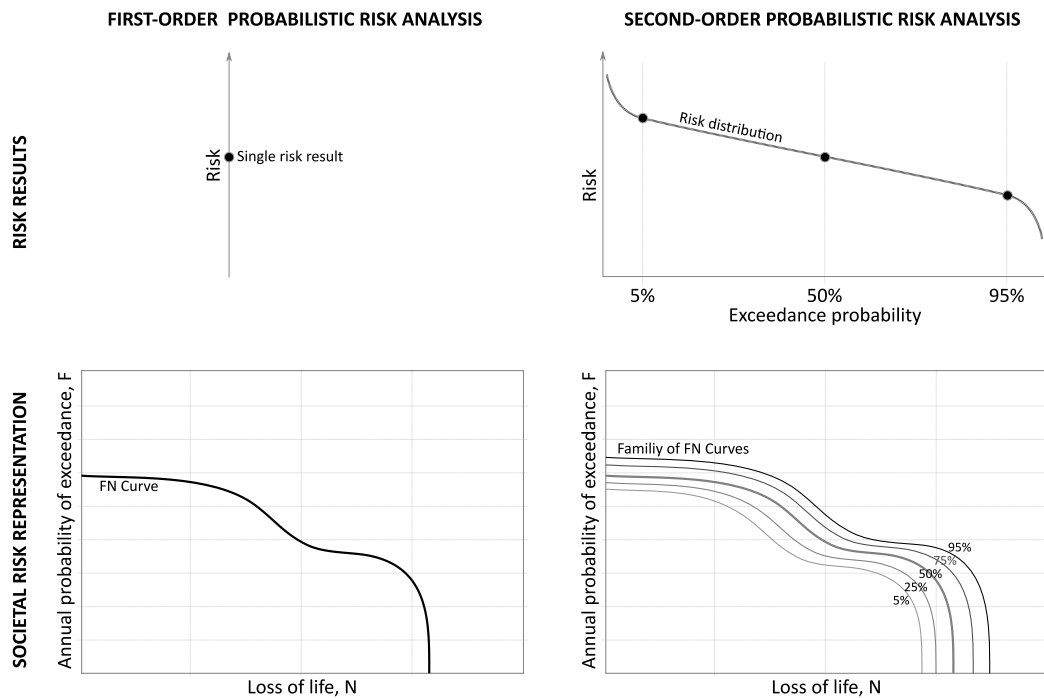 FIRST-ORDER PROBABILISTIC RISK ANALYSIS
SECOND-ORDER PROBABILISTIC RISK ANALYSIS
RISK RESULTS
Risk
Single risk result
Risk
Risk distribution
5%
50%
95%
Exceedance probability
SOCIETAL RISK REPRESENTATION
Annual probability of exceedance, F
FN Curve
Loss of life, N
Annual probability of exceedance, F
Familiy of FN Curves
95%
75%
50%
25%
5%
Loss of life, N